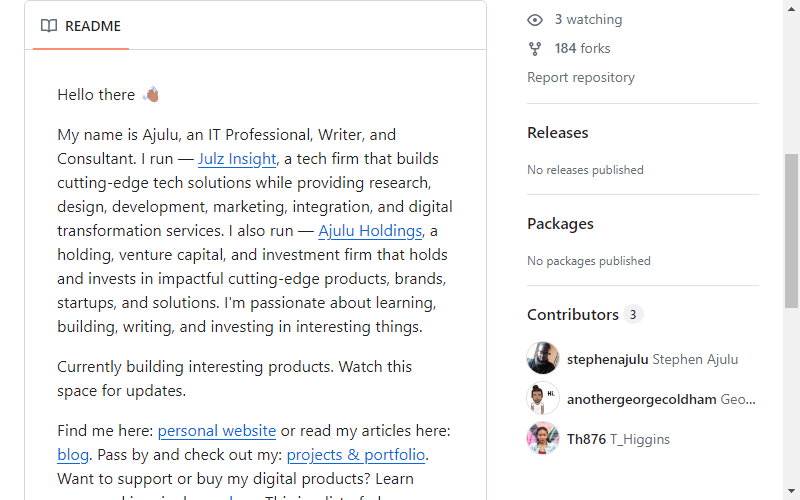 README
Hello there
My name is Ajulu, an IT Professional, Writer, and
Consultant. I run — Julz Insight, a tech firm that builds
cutting-edge tech solutions while providing research,
design, development, marketing, integration, and digital
transformation services. I also run — Ajulu Holdings, a
holding, venture capital, and investment firm that holds
and invests in impactful cutting-edge products, brands,
startups, and solutions. I'm passionate about learning,
building, writing, and investing in interesting things.
Currently building interesting products. Watch this
space for updates.
Find me here: personal website or read my articles here:
blog. Pass by and check out my: projects & portfolio.
Want to support or buy my digital products? Learn
3 watching
184 forks
Report repository
Releases
No releases published
Packages
No packages published
Contributors 3
stephenajulu Stephen Ajulu
HI,
anothergeorgecoldham Geo...
Th876 T_Higgins